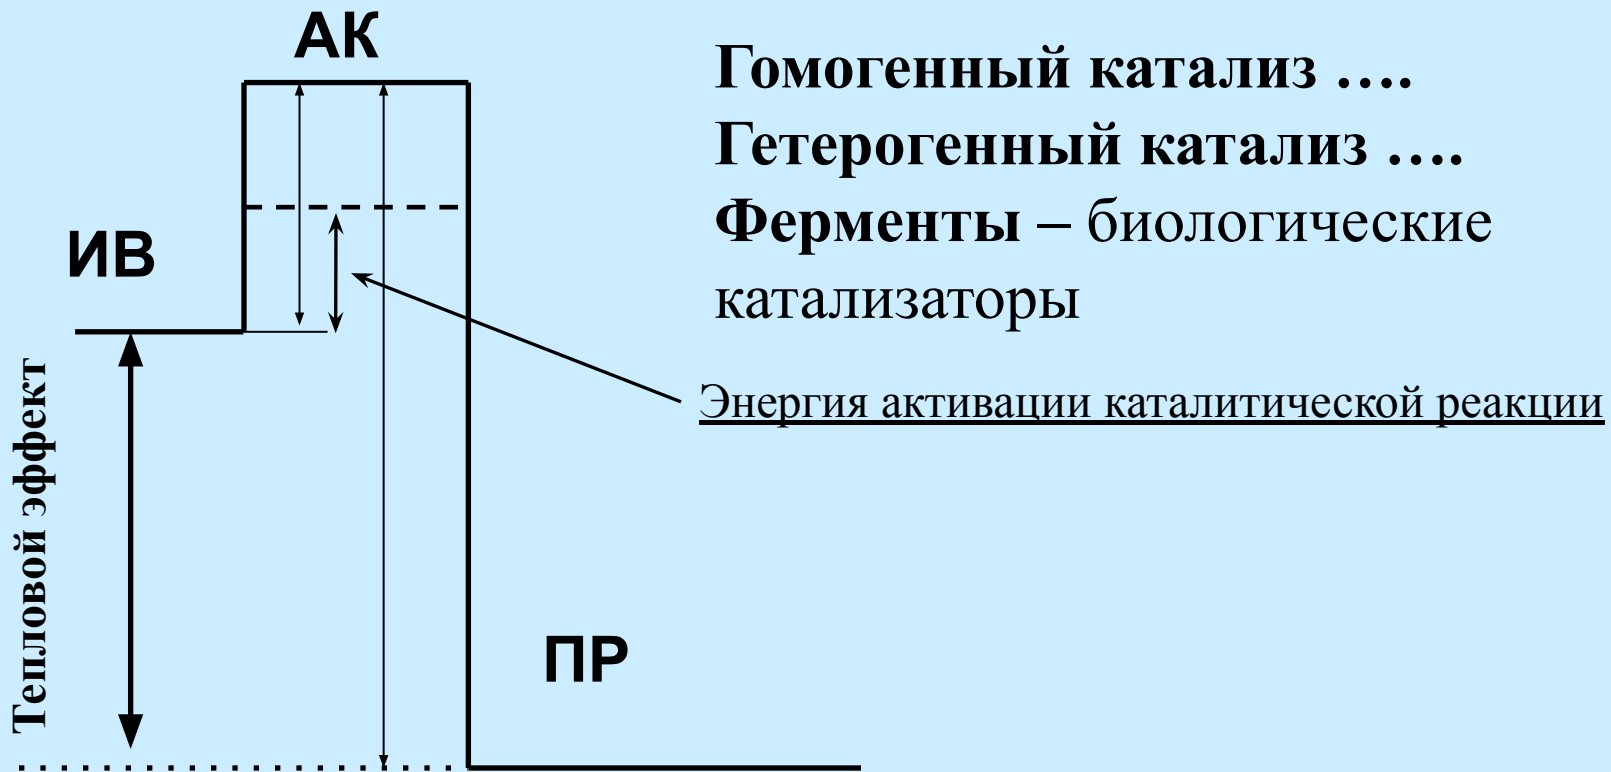 АК
Гомогенный катализ ….
Гетерогенный катализ ….
Ферменты – биологические
катализаторы
ИВ
Энергия активации каталитической реакции
Тепловой эффект
ПР